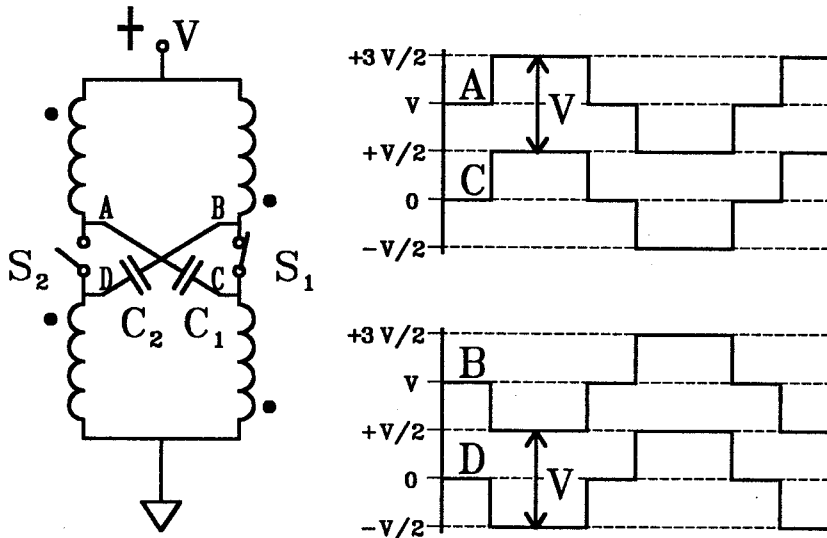 + V
A B
S₂ D C S₁
C₂ C₁
+3 V/2
A
V V
+V/2
C
0
-V/2
+3 V/2
B
V
+V/2
D
0 V
-V/2